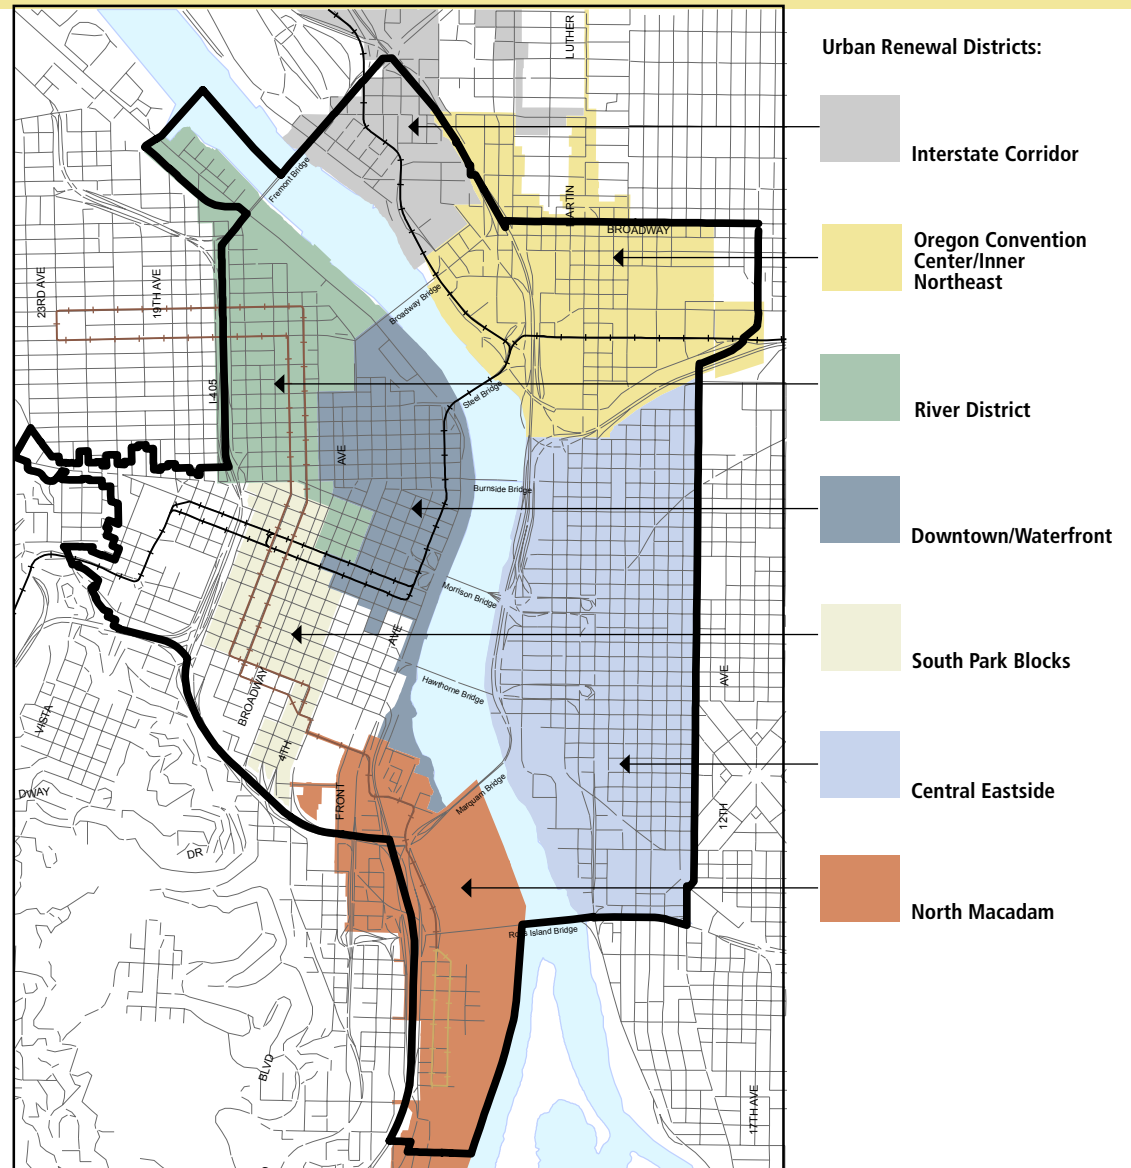 Urban Renewal Districts:
Interstate Corridor
Oregon Convention
Center/Inner
Northeast
River District
Downtown/Waterfront
South Park Blocks
Central Eastside
North Macadam
LUTHER
Fremont Bridge
ARTIN
BROADWAY
23RD AVE
19TH AVE
Broadway Bridge
I-405
Steel Bridge
AVE
Burnside Bridge
Morrison Bridge
AVE
Hawthorne Bridge
AVE
BROADWAY
VISTA
4TH
DWAY
FRONT
Marquam Bridge
12TH
DR
Ross Island Bridge
BLVD
17TH AVE